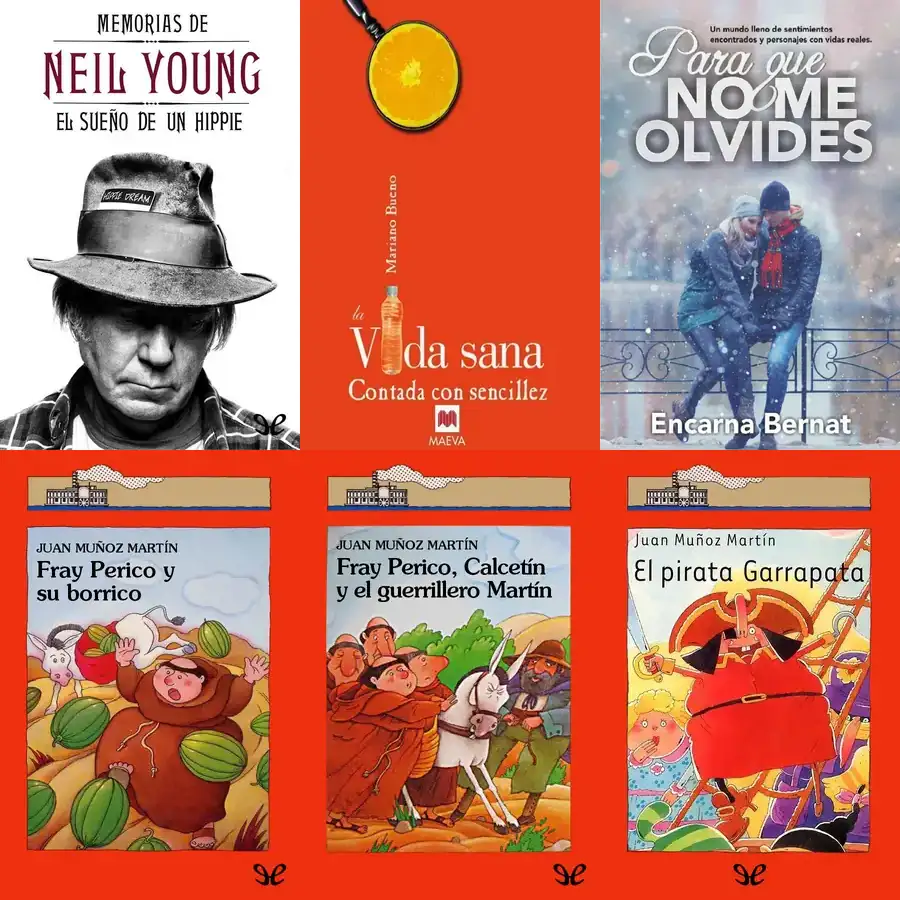 MEMORIAS DE
NEIL YOUNG
EL SUEÑO DE UN HIPPIE
HIPPIE DREAM
Mariano Bueno
la
Vida sana
Contada con sencillez
MAEVA
Un mundo lleno de sentimientos
encontrados y personajes con vidas reales.
Para que
NO ME
OLVIDES
Encarna Bernat
JUAN MUÑOZ MARTÍN
Fray Perico y
su borrico
JUAN MUÑOZ MARTÍN
Fray Perico, Calcetín
y el guerrillero Martín
Juan Muñoz Martín
El pirata Garrapata